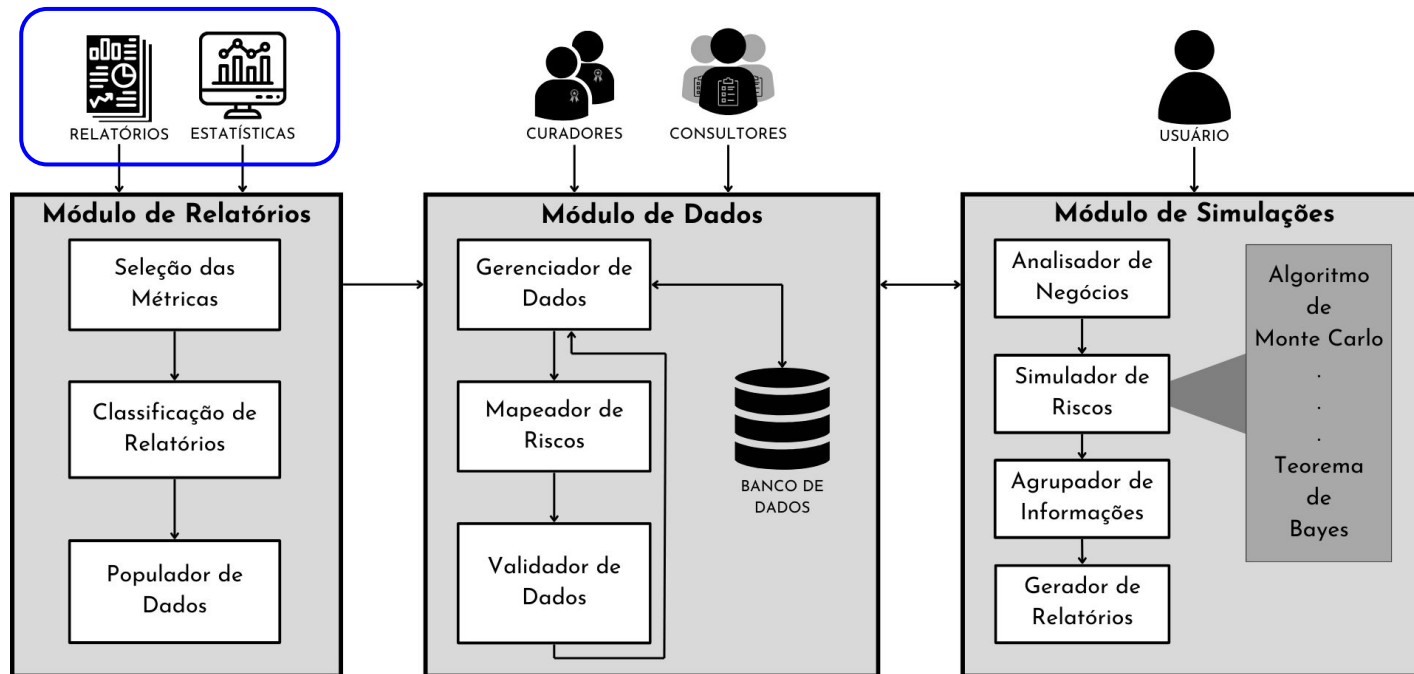 RELATÓRIOS
ESTATÍSTICAS
CURADORES
CONSULTORES
USUÁRIO
Módulo de Relatórios
Seleção das
Métricas
Classificação de
Relatórios
Populador de
Dados
Módulo de Dados
Gerenciador de
Dados
Mapeador de
Riscos
Validador de
Dados
BANCO DE
DADOS
Módulo de Simulações
Analisador de
Negócios
Simulador de
Riscos
Agrupador de
Informações
Gerador de
Relatórios
Algoritmo
de
Monte Carlo
.
.
.
Teorema
de
Bayes